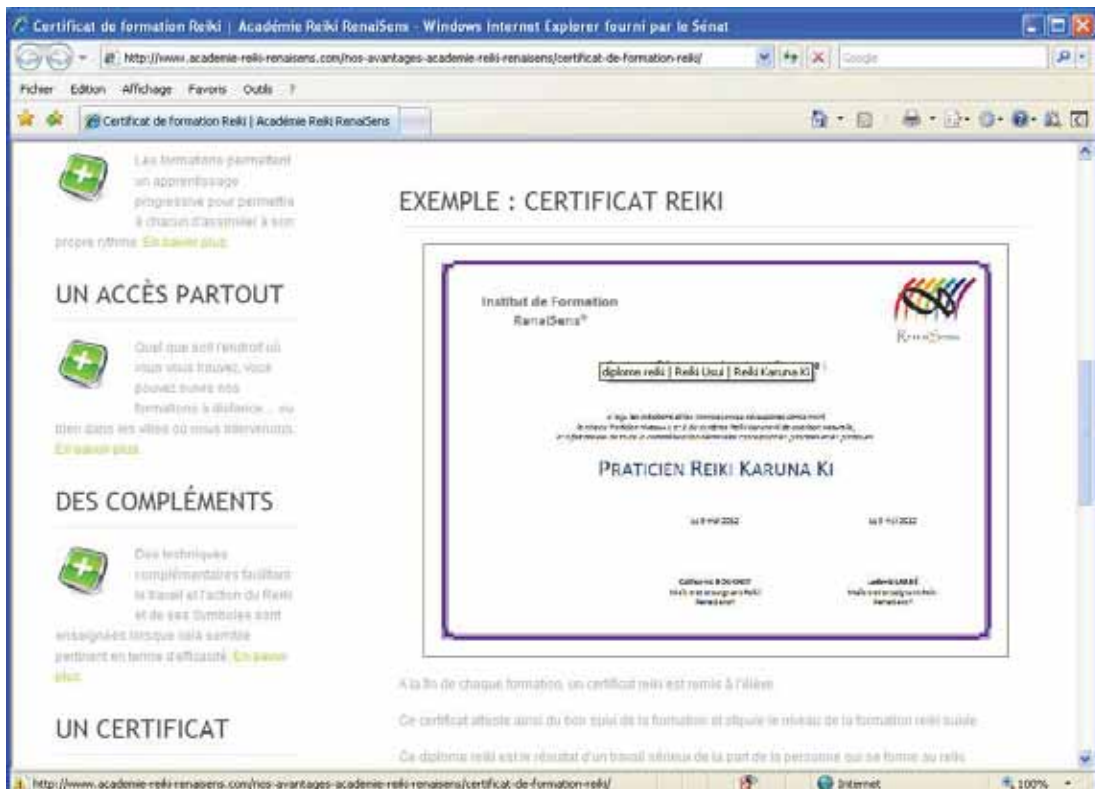 Certificat de formation Reiki | Académie Reiki RenaiSens - Windows Internet Explorer fourni par le Sénat
http://www.academie-reiki-renaisens.com/nos-avantages-academie-reiki-renaisens/certificat-de-formation-reiki/
Google
Fichier Edition Affichage Favoris Outils ?
Certificat de formation Reiki | Académie Reiki RenaiSens
Les formations permettent
un apprentissage
progressive pour permettre
à chacun d'assimiler à son
propre rythme. En savoir plus.
UN ACCÈS PARTOUT
Quel que soit l'endroit où
vous vous trouvez, vous
pouvez suivre nos
formations à distance... ou
bien dans les villes où nous intervenons.
En savoir plus.
DES COMPLÉMENTS
Des techniques
complémentaires facilitant
le travail et l'action du Reiki
et de ses Symboles sont
enseignées lorsque cela semble
pertinent en terme d'efficacité. En savoir
plus.
UN CERTIFICAT
EXEMPLE : CERTIFICAT REIKI
Institut de Formation
RenaiSens®
RenaiSens
diplome reiki | Reiki Usui | Reiki Karuna Ki
PRATICIEN REIKI KARUNA KI
A la fin de chaque formation, un certificat reiki est remis à l'élève.
Ce certificat atteste ainsi du bon suivi de la formation et stipule le niveau de la formation reiki suivie.
Ce diplome reiki est le résultat d'un travail sérieux de la part de la personne qui se forme au reiki
http://www.academie-reiki-renaisens.com/nos-avantages-academie-reiki-renaisens/certificat-de-formation-reiki/
Internet
100%